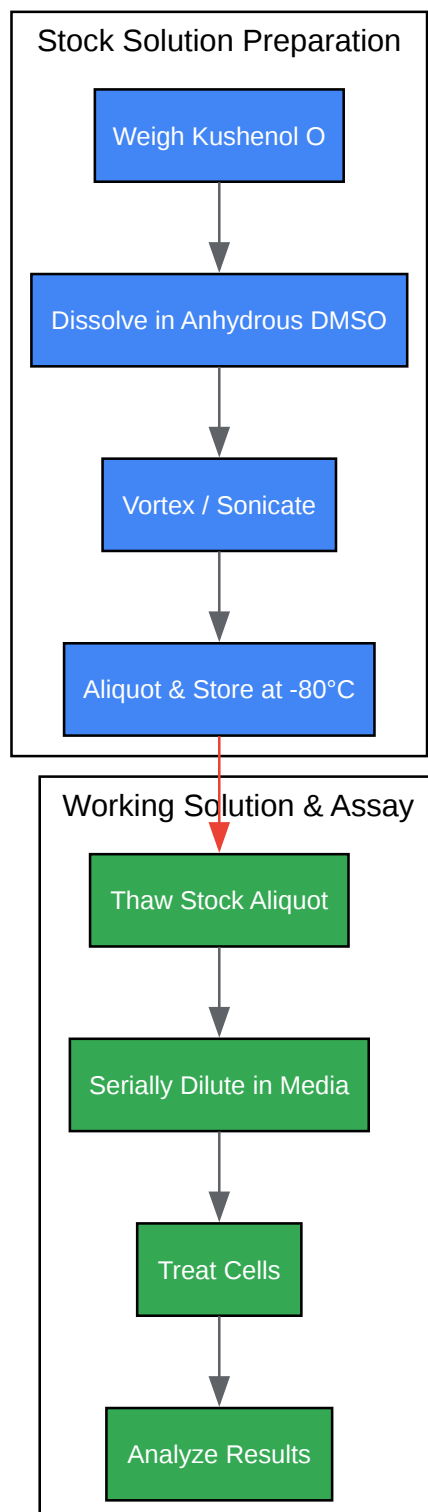 Stock Solution Preparation
Weigh Kushenol O
Dissolve in Anhydrous DMSO
Vortex / Sonicate
Aliquot & Store at -80°C
Working Solution & Assay
Thaw Stock Aliquot
Serially Dilute in Media
Treat Cells
Analyze Results